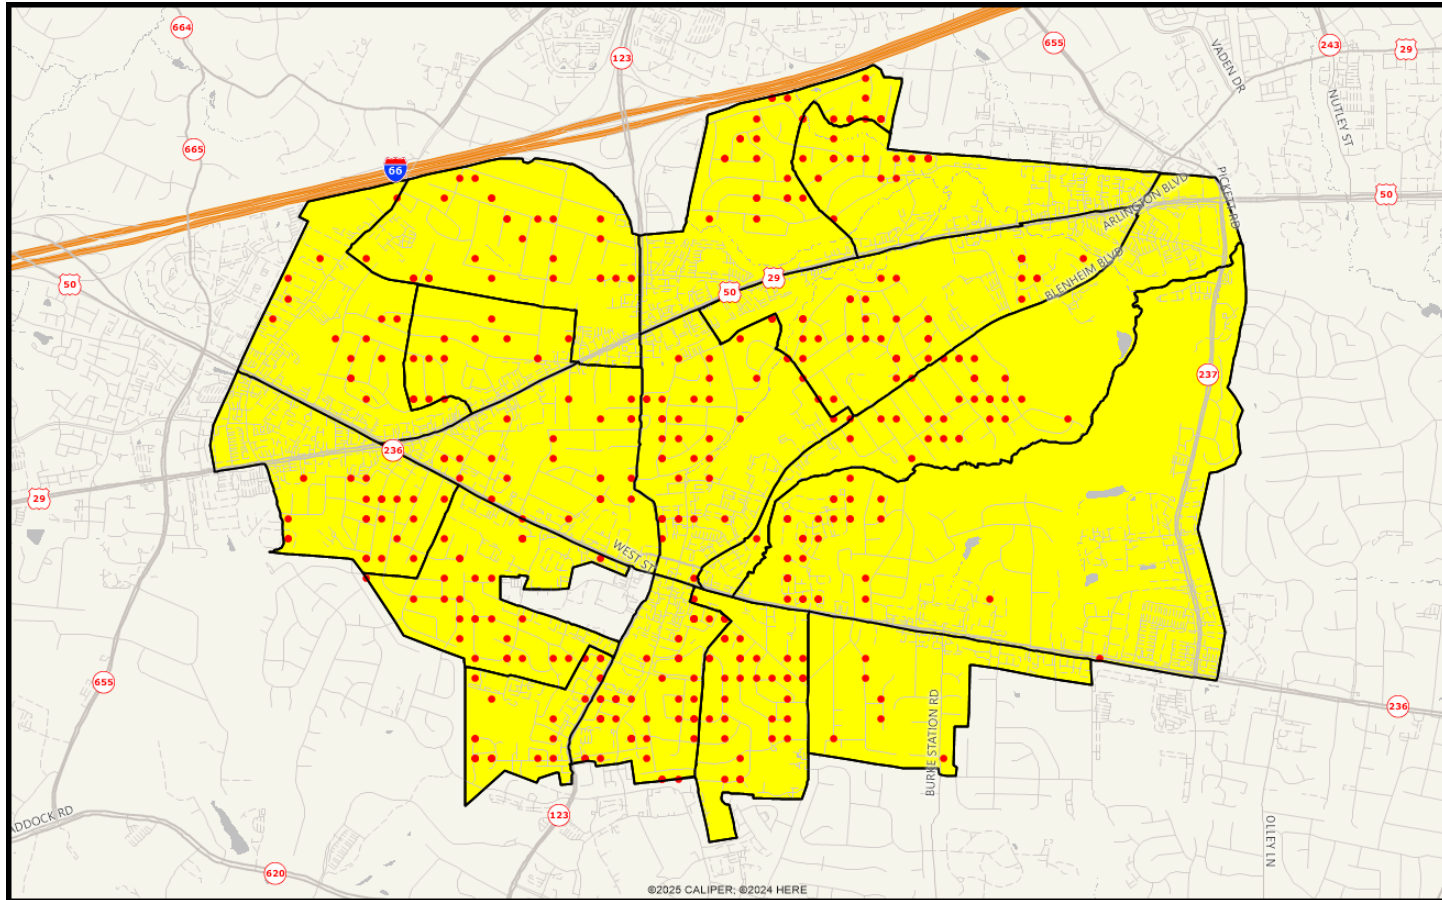 664
123
655
243
29
VADEN DR
NUTLEY ST
665
66
PICKETT RD
50
ARLINGTON BLVD
50
29
50
BLENHEIM BLVD
237
236
29
WEST ST
655
BURKE STATION RD
236
123
ADDOCK RD
OLLEY LN
620
©2025 CALIPER; ©2024 HERE